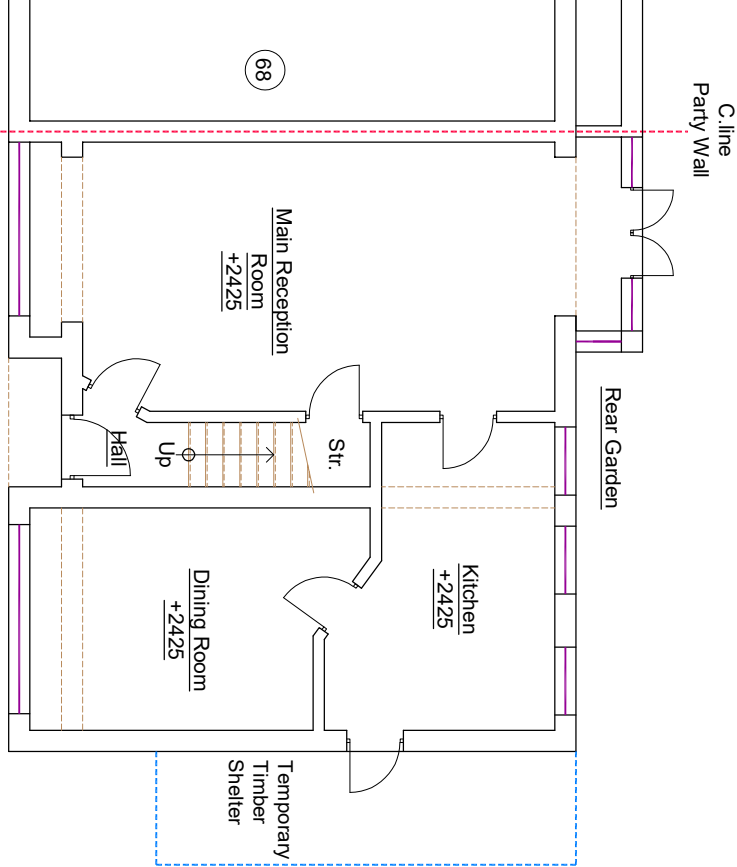 C.line
Party Wall
68
Main Reception
Room
+2425
Rear Garden
Str.
Up
Hall
Kitchen
+2425
Dining Room
+2425
Temporary
Timber
Shelter